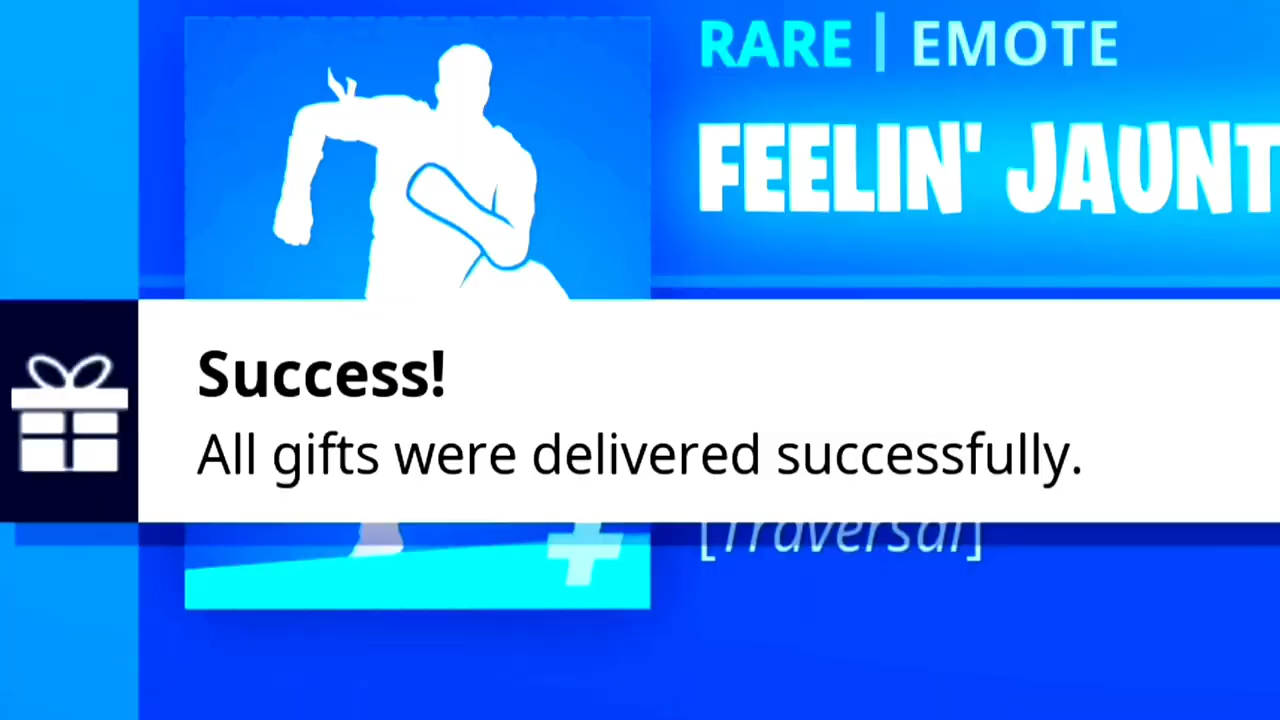 RARE | EMOTE
FEELIN' JAUNT
Success!
All gifts were delivered successfully.
[Traversal]